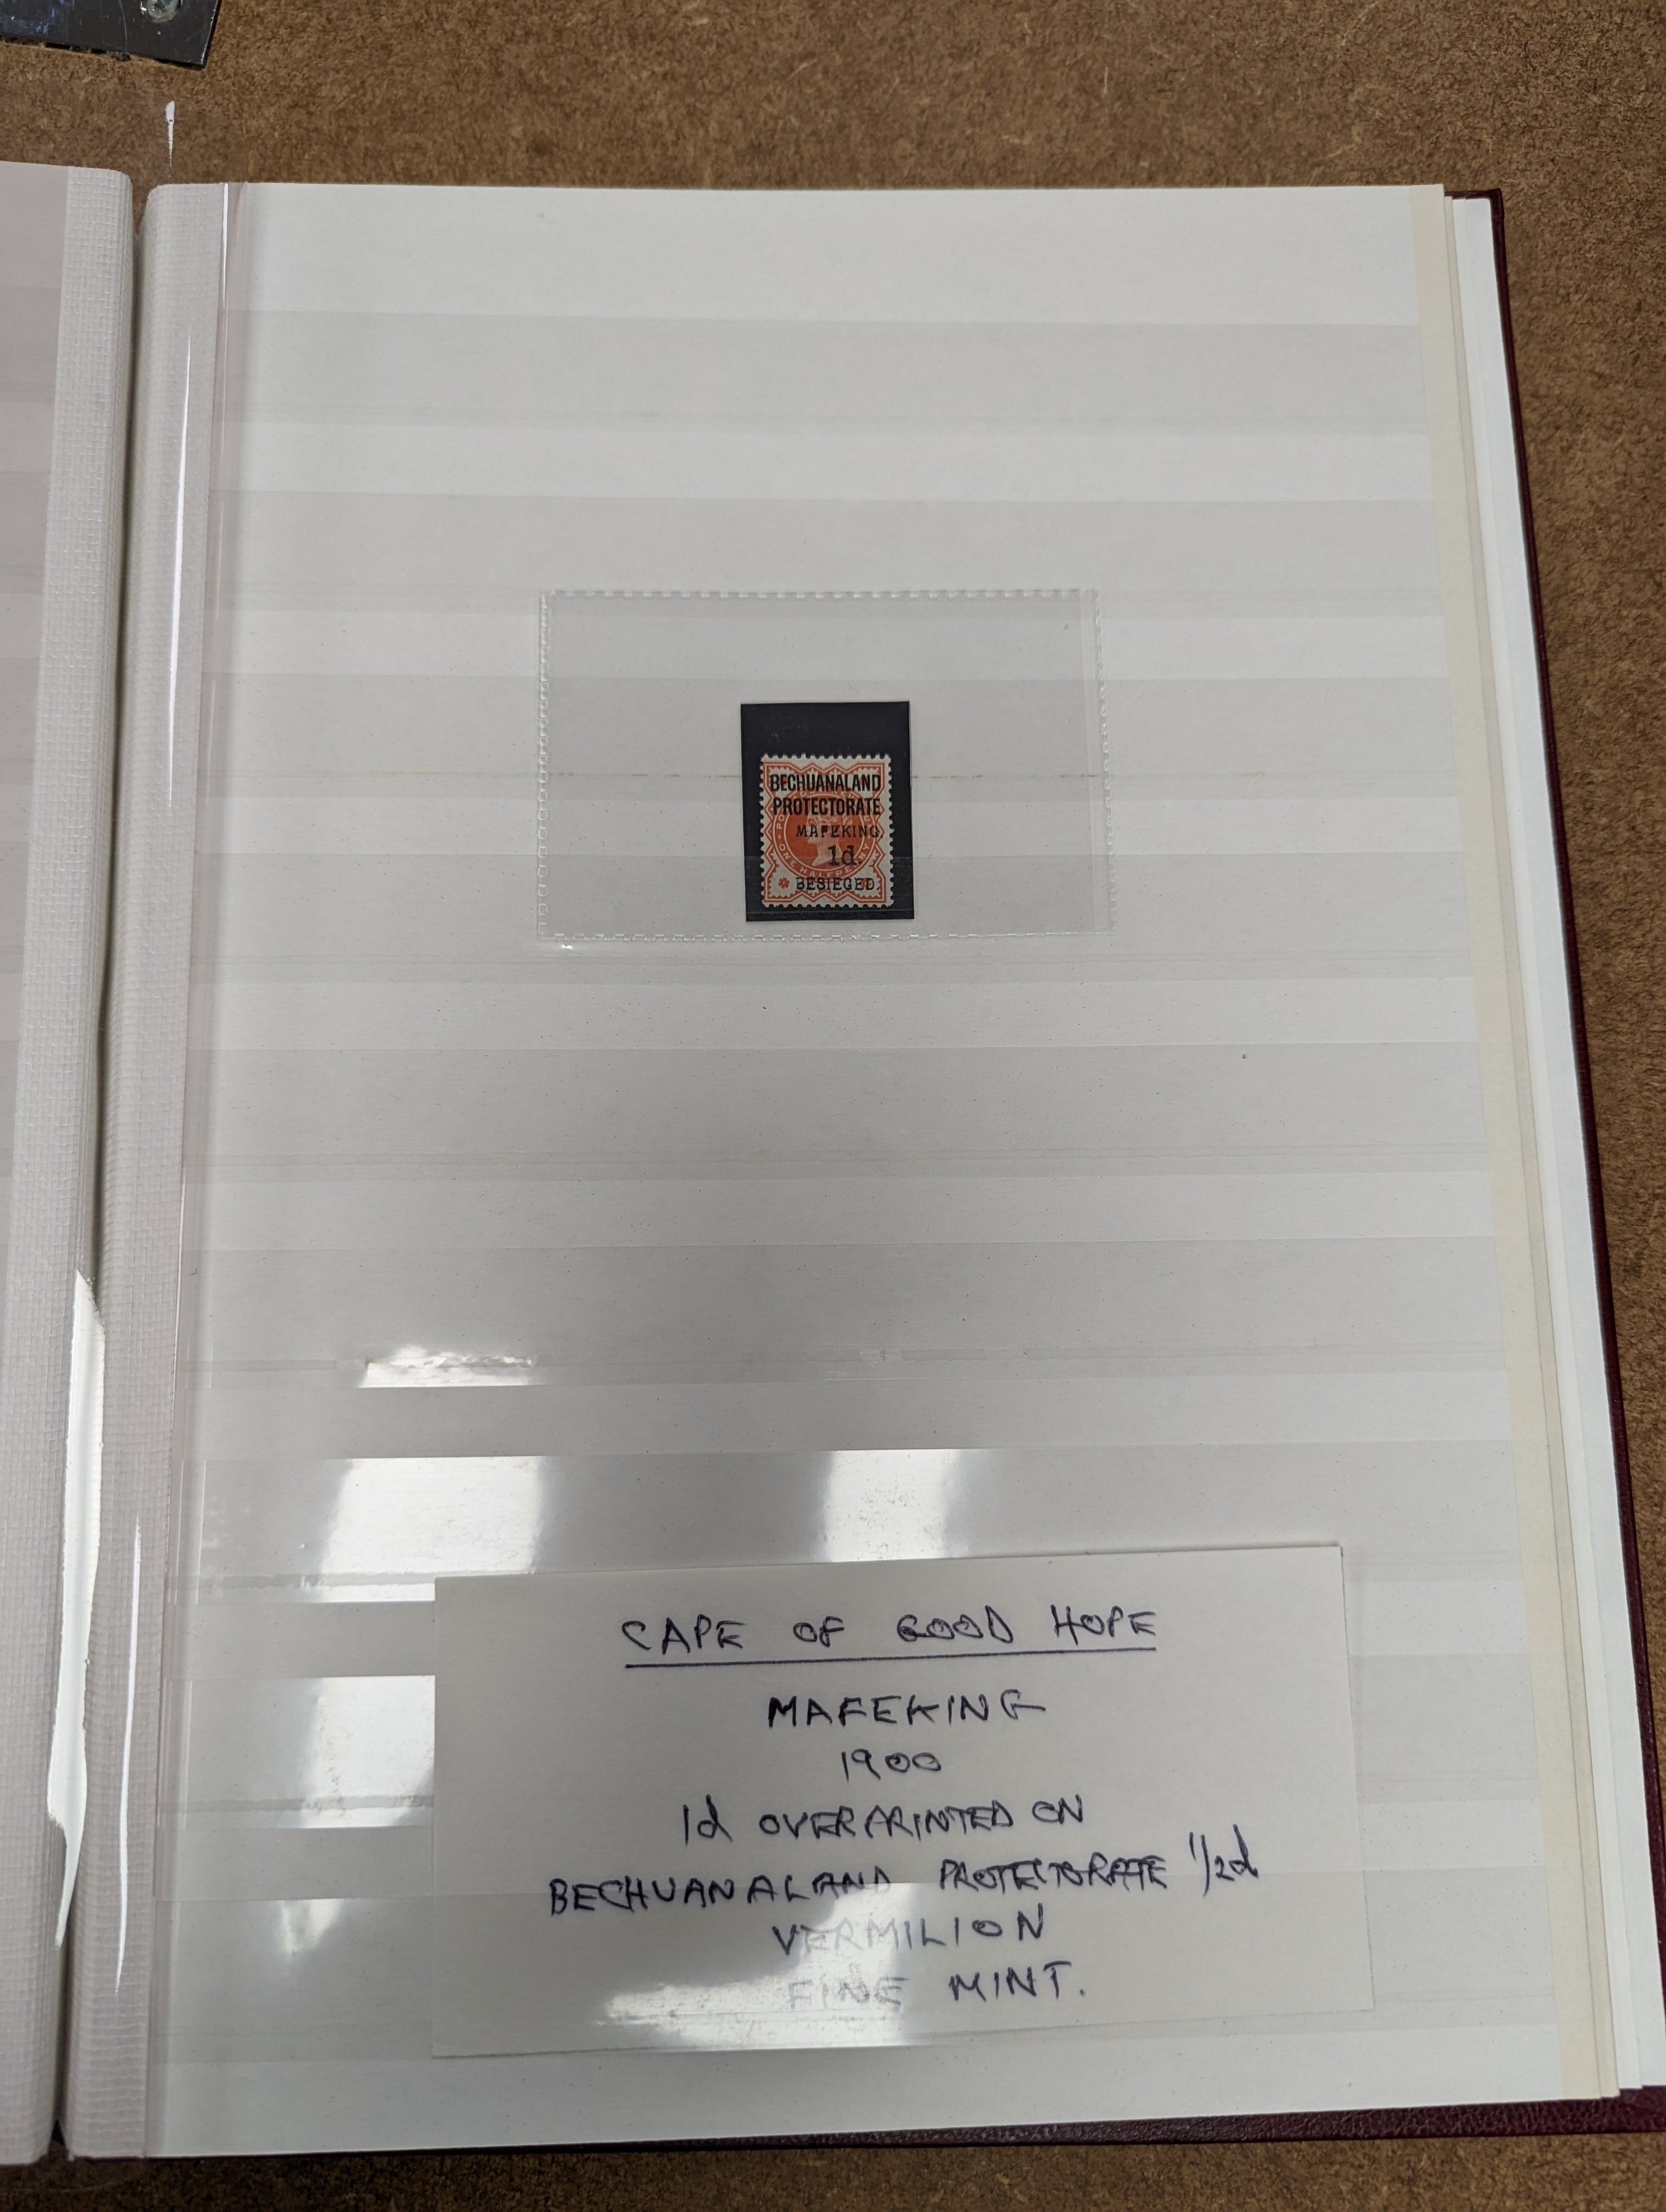 BECHUANALAND
PROTECTORATE
MAFEKING
1d.
BESIEGED.
CAPE OF GOOD HOPE
MAFEKING
1900
1d OVERPRINTED ON
BECHUANALAND PROTECTORATE 1/2d
VERMILION
FINE MINT.